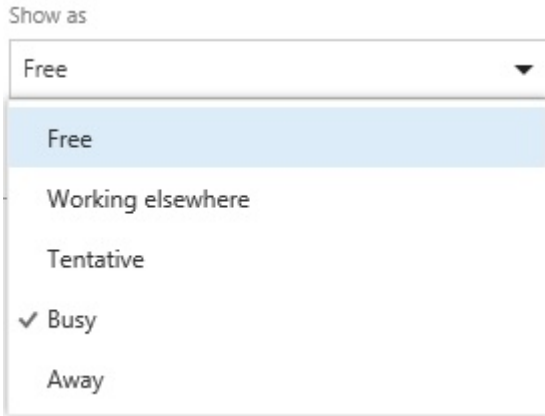 Show as
Free
Free
Working elsewhere
Tentative
Busy
Away